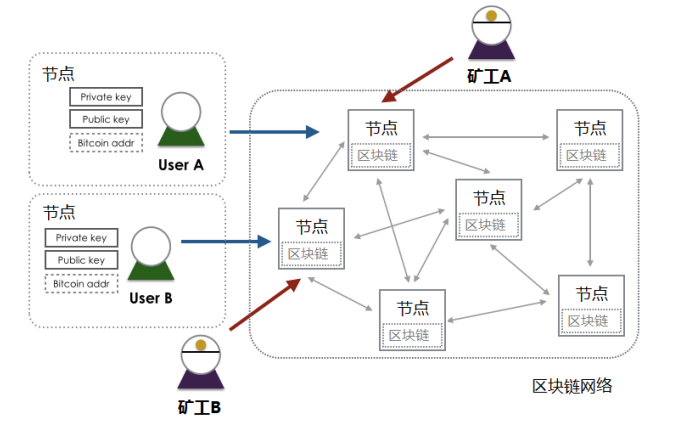 矿工A
节点
Private key
Public key
Bitcoin addr
User A
节点
Private key
Public key
Bitcoin addr
User B
矿工B
节点
区块链
节点
区块链
节点
区块链
节点
区块链
节点
区块链
节点
区块链
区块链网络